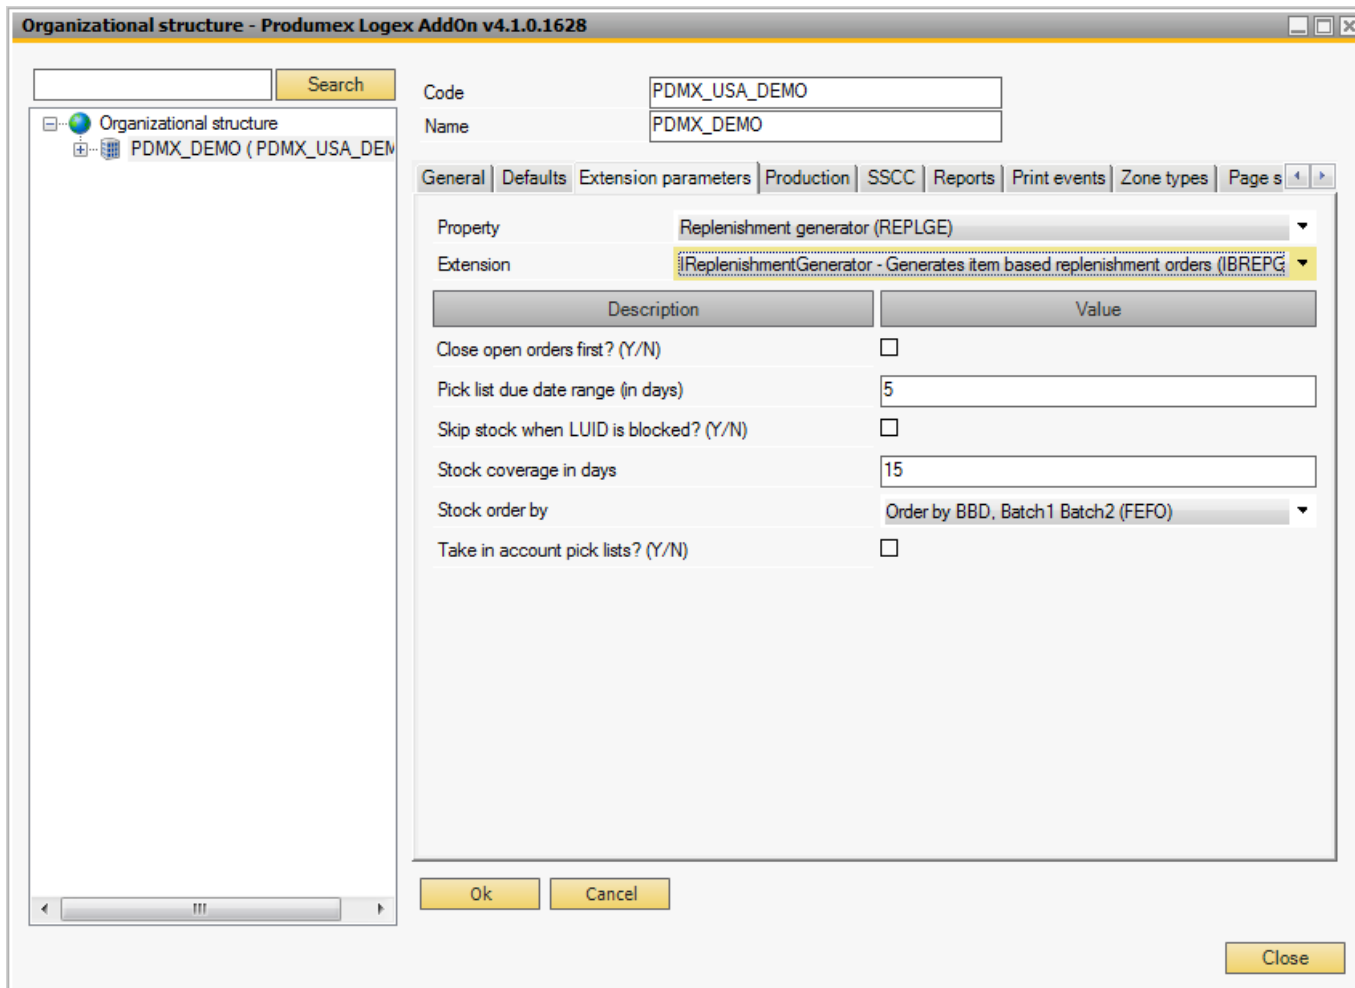 Organizational structure - Produmex Logex AddOn v4.1.0.1628
Search
Organizational structure
PDMX_DEMO ( PDMX_USA_DEM
Code
PDMX_USA_DEMO
Name
PDMX_DEMO
General Defaults Extension parameters Production SSCC Reports Print events Zone types Page s
Property
Replenishment generator (REPLGE)
Extension
IReplenishmentGenerator - Generates item based replenishment orders (IBREPG
Description Value
Close open orders first? (Y/N)
Pick list due date range (in days)
5
Skip stock when LUID is blocked? (Y/N)
Stock coverage in days
15
Stock order by
Order by BBD, Batch1 Batch2 (FEFO)
Take in account pick lists? (Y/N)
Ok Cancel
Close